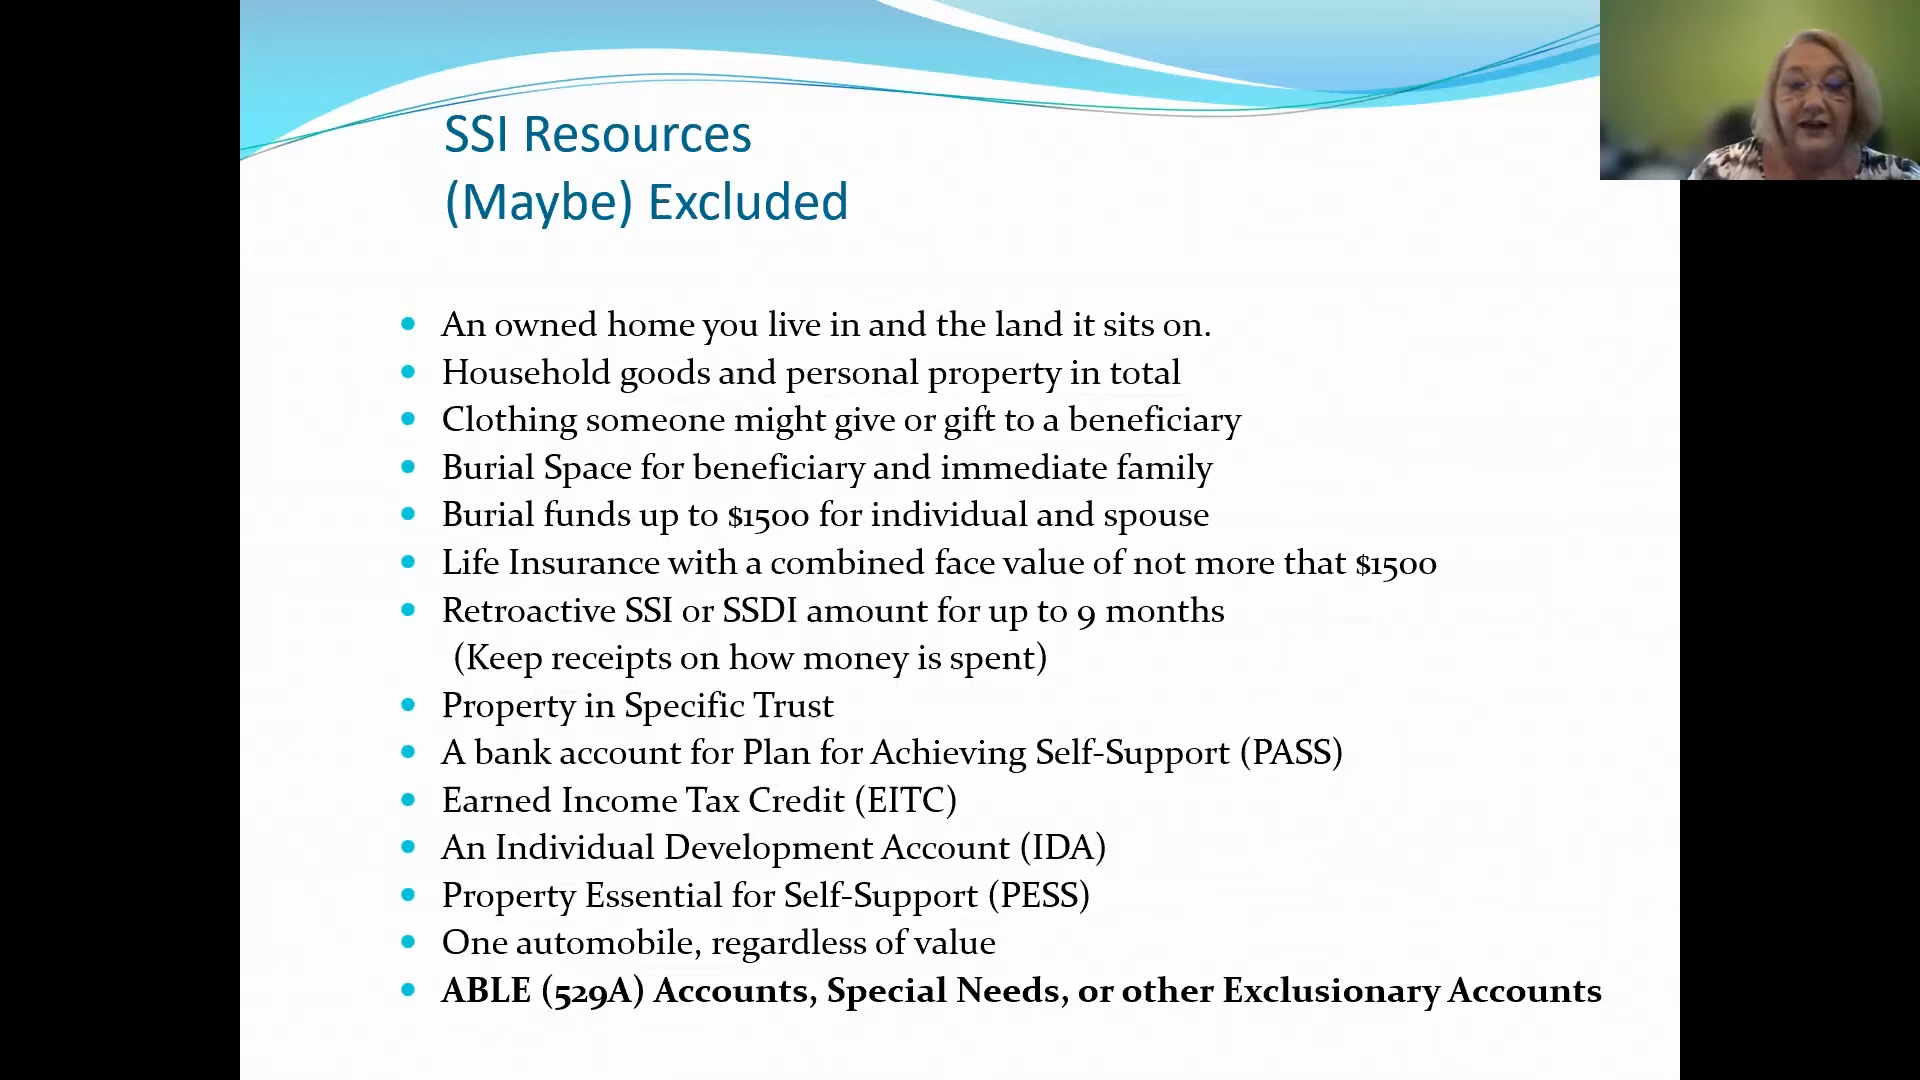 SSI Resources
(Maybe) Excluded
• An owned home you live in and the land it sits on.
• Household goods and personal property in total
• Clothing someone might give or gift to a beneficiary
• Burial Space for beneficiary and immediate family
• Burial funds up to $1500 for individual and spouse
• Life Insurance with a combined face value of not more that $1500
• Retroactive SSI or SSDI amount for up to 9 months
(Keep receipts on how money is spent)
• Property in Specific Trust
• A bank account for Plan for Achieving Self-Support (PASS)
• Earned Income Tax Credit (EITC)
• An Individual Development Account (IDA)
• Property Essential for Self-Support (PESS)
• One automobile, regardless of value
• ABLE (529A) Accounts, Special Needs, or other Exclusionary Accounts